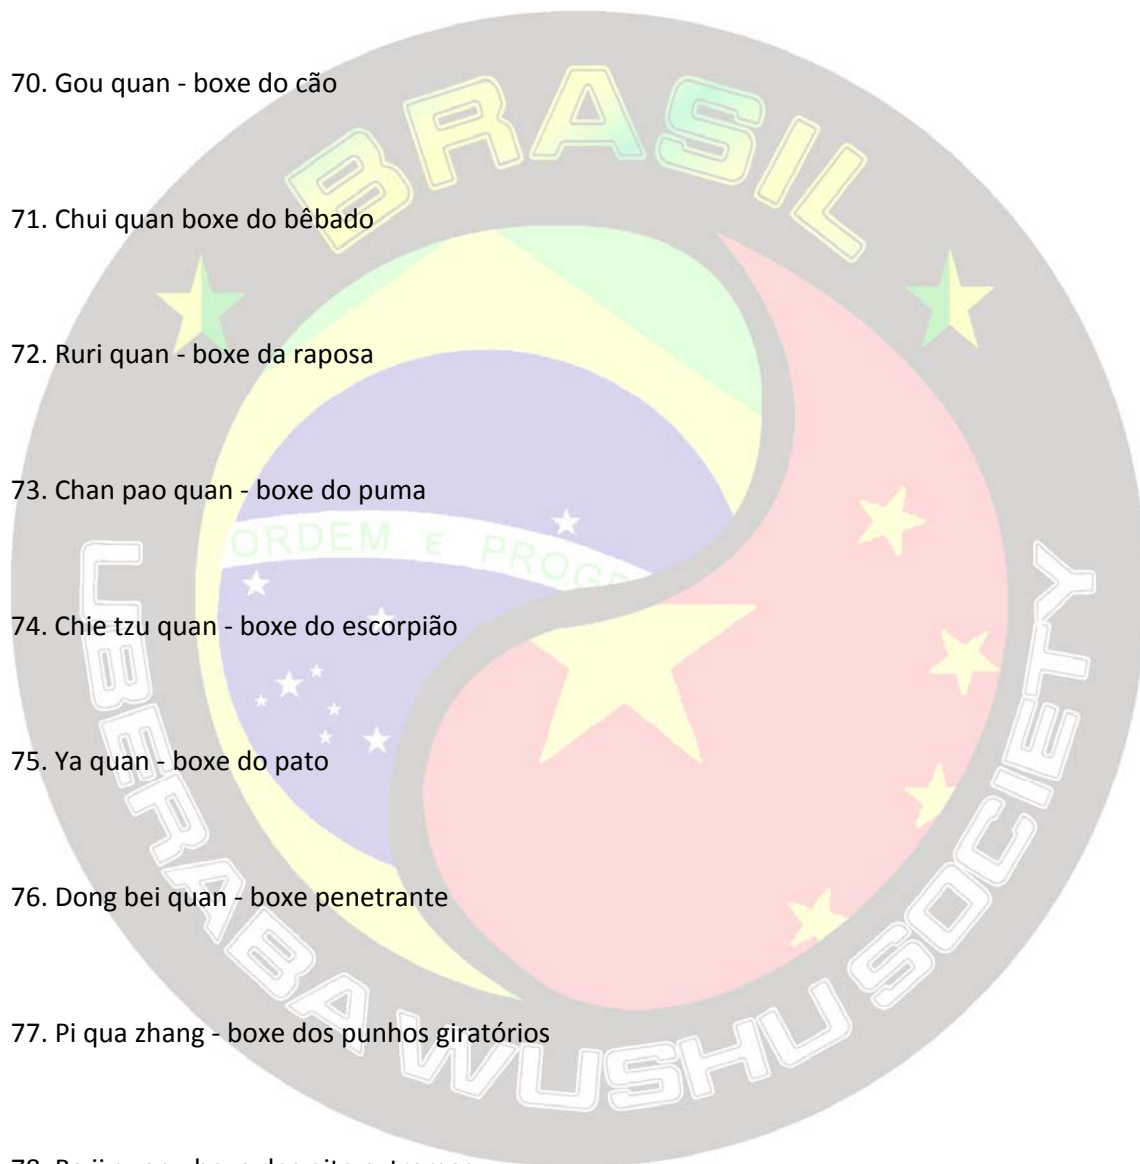 BRASIL
70. Gou quan - boxe do cão
71. Chui quan boxe do bêbado
72. Ruri quan - boxe da raposa
73. Chan pao quan - boxe do puma
ORDEM E PROG
74. Chie tzu quan - boxe do escorpião
75. Ya quan - boxe do pato
76. Dong bei quan - boxe penetrante
77. Pi qua zhang - boxe dos punhos giratórios
UBERABA WUSHU SOCIETY